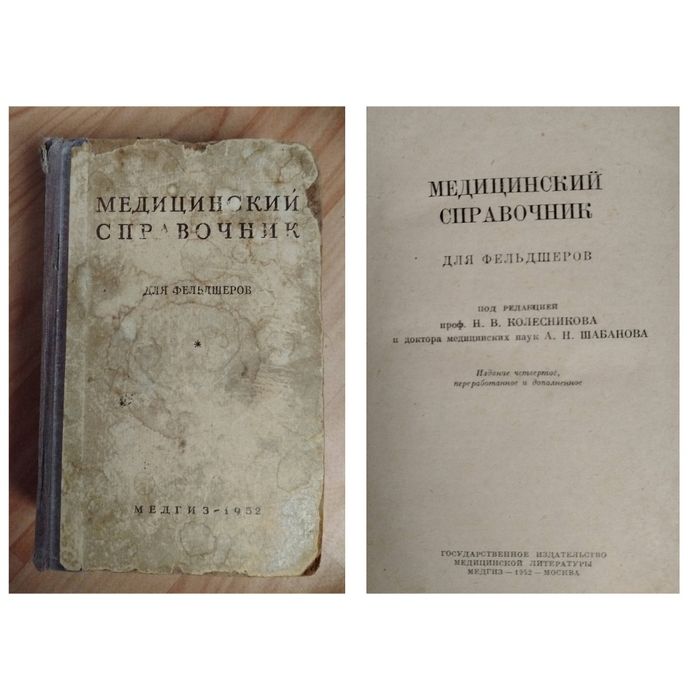 МЕДИЦИНСКИЙ
СПРАВОЧНИК
ДЛЯ ФЕЛЬДШЕРОВ
*
МЕДГИЗ - 1952
МЕДИЦИНСКИЙ
СПРАВОЧНИК
ДЛЯ ФЕЛЬДШЕРОВ
ПОД РЕДАКЦИЕЙ
проф. Н. В. КОЛЕСНИКОВА
и доктора медицинских наук А. Н. ШАБАНОВА
Издание четвертое,
переработанное и дополненное
ГОСУДАРСТВЕННОЕ ИЗДАТЕЛЬСТВО
МЕДИЦИНСКОЙ ЛИТЕРАТУРЫ
МЕДГИЗ — 1952 — МОСКВА